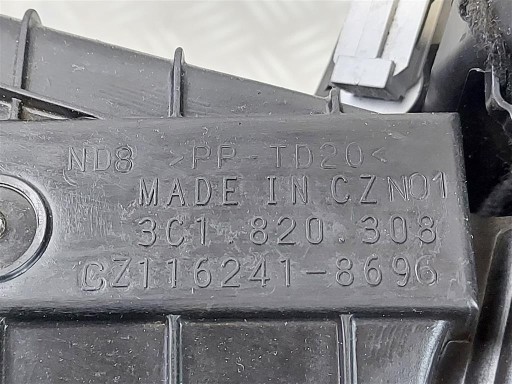 ND8 >PP-TD20<
MADE IN CZ N01
3C1.820.308
CZ116241-8696